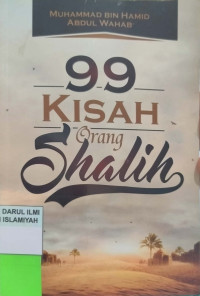 MUHAMMAD BIN HAMID
ABDUL WAHAB
99
KISAH
Orang
Shalih
DARUL ILMI
ISLAMIYAH